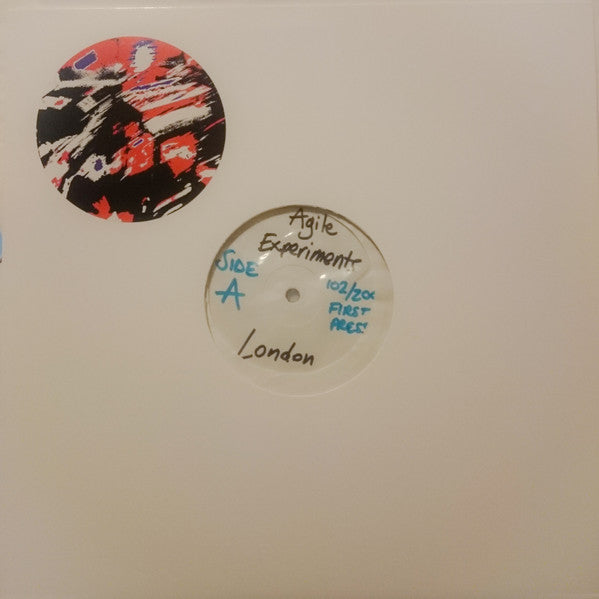 Agile
Experiments
SIDE
A
102/200
FIRST
PRESS
London